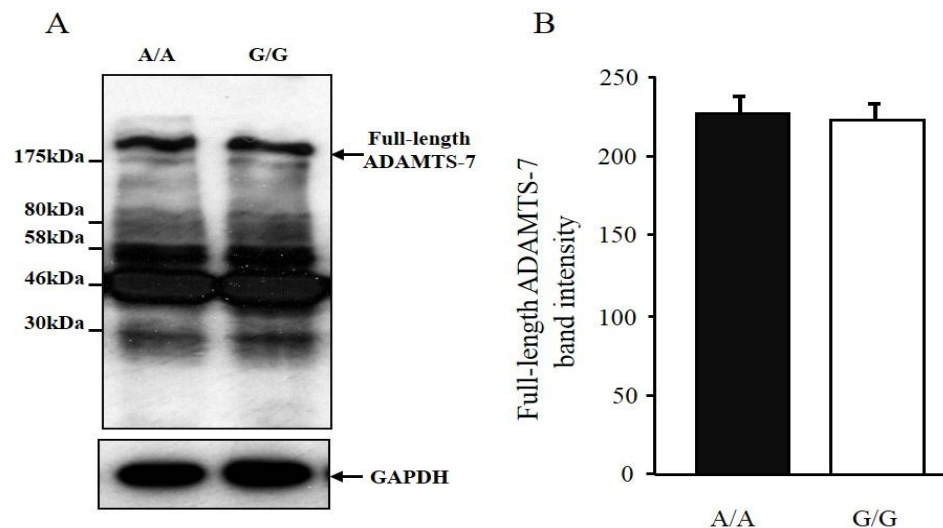 A
A/A G/G
Full-length
ADAMTS-7
175kDa
80kDa
58kDa
46kDa
30kDa
GAPDH
B
Full-length ADAMTS-7
band intensity
250
200
150
100
50
0
A/A G/G